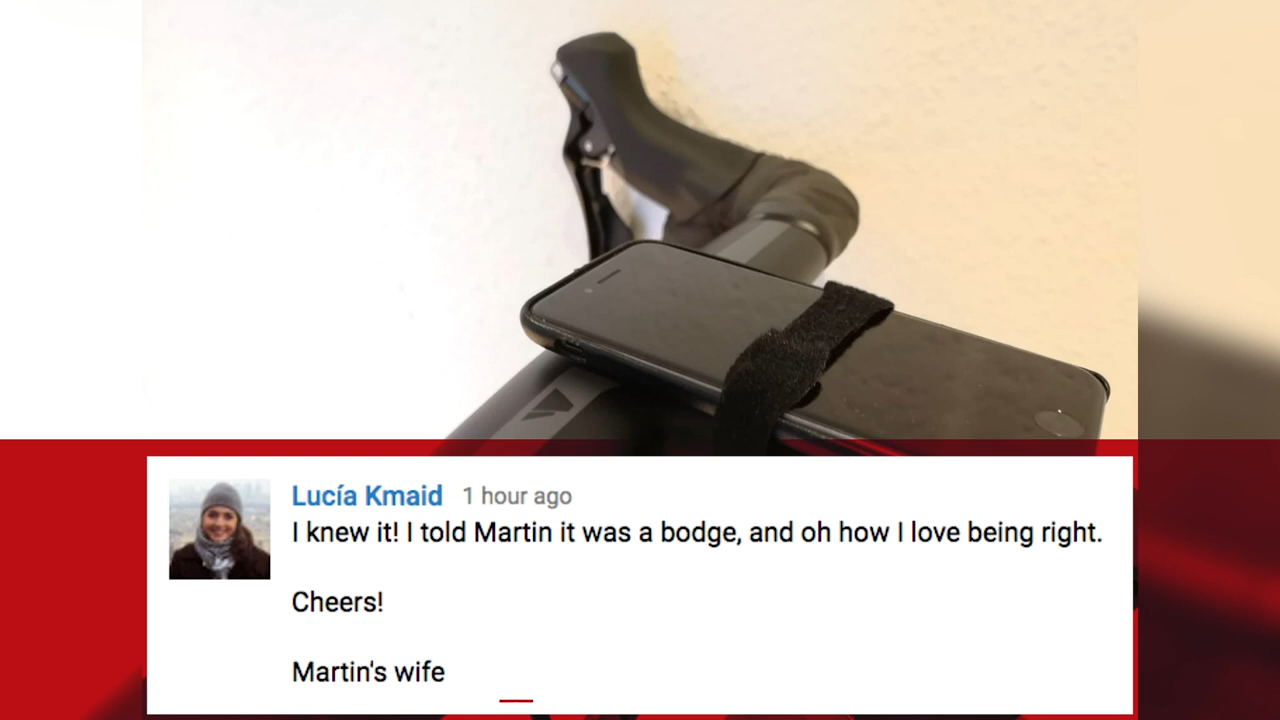 Lucía Kmaid 1 hour ago
I knew it! I told Martin it was a bodge, and oh how I love being right.
Cheers!
Martin's wife